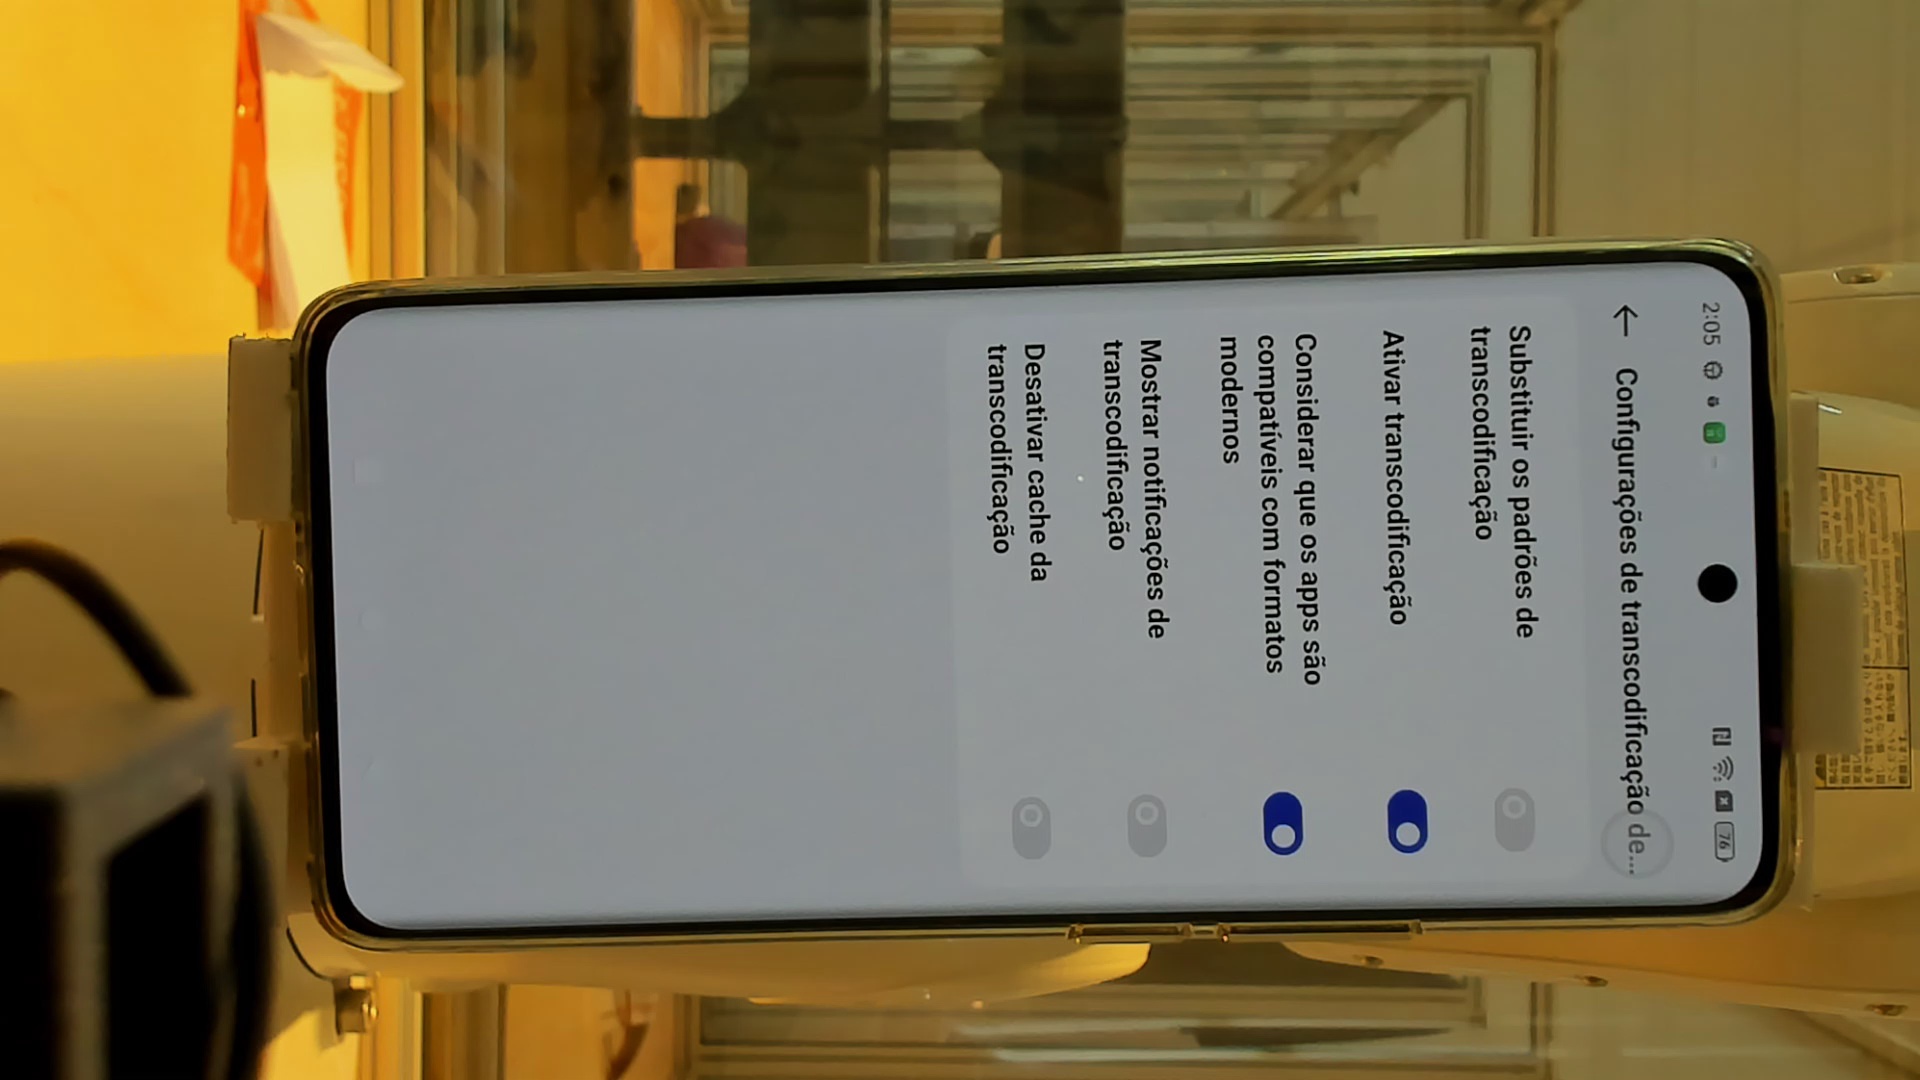 2:05
76
Configurações de transcodificação de...
Substituir os padrões de
transcodificação
Ativar transcodificação
Considerar que os apps são
compatíveis com formatos
modernos
Mostrar notificações de
transcodificação
Desativar cache da
transcodificação